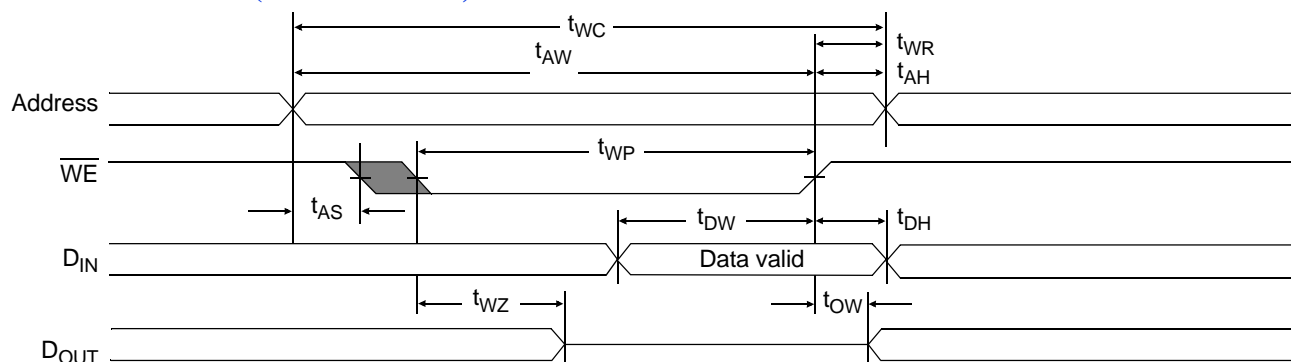 tWC
tWR
tAW
tAH
Address
WE
tWP
tAS
tDW
tDH
DIN
Data valid
tWZ
tOW
DOUT